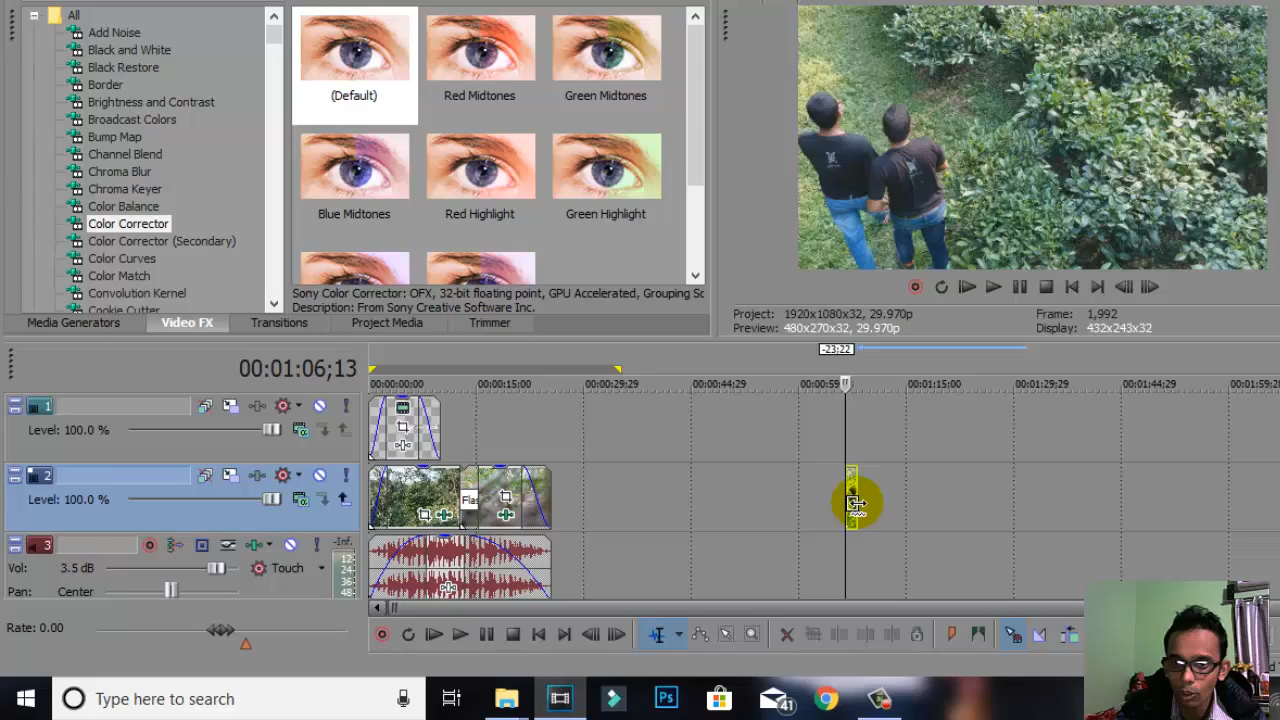 All
Add Noise
Black and White
Black Restore
Border
Brightness and Contrast
Broadcast Colors
Bump Map
Channel Blend
Chroma Blur
Chroma Keyer
Color Balance
Color Corrector
Color Corrector (Secondary)
Color Curves
Color Match
Convolution Kernel
Cookie Cutter
(Default)
Red Midtones
Green Midtones
Blue Midtones
Red Highlight
Green Highlight
Sony Color Corrector: OFX, 32-bit floating point, GPU Accelerated, Grouping Sc
Description: From Sony Creative Software Inc.
Media Generators
Video FX
Transitions
Project Media
Trimmer
Project: 1920x1080x32, 29.970p
Frame: 1,992
Preview: 480x270x32, 29.970p
Display: 432x243x32
-23;22
00:01:06;13
00:00:00;00
00:00:15;00
00:00:29;29
00:00:44;29
00:00:59
00:01:15;00
00:01:29;29
00:01:44;29
00:01:59;2
1
Level: 100.0 %
2
Level: 100.0 %
Flas
3
-Inf.
Vol: 3.5 dB
Touch
12
24
36
48
Pan: Center
Rate: 0.00
Type here to search
Ps
41